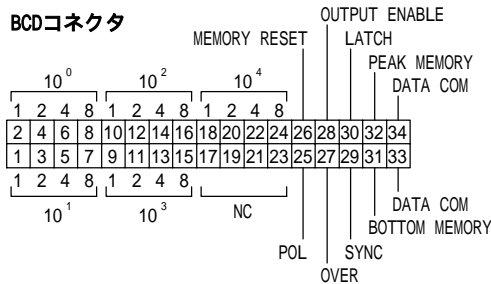 BCDコネクタ
OUTPUT ENABLE
MEMORY RESET LATCH
PEAK MEMORY
DATA COM
10⁰ 10² 10⁴
1 2 4 8 1 2 4 8 1 2 4 8
2 4 6 8 10 12 14 16 18 20 22 24 26 28 30 32 34
1 3 5 7 9 11 13 15 17 19 21 23 25 27 29 31 33
1 2 4 8 1 2 4 8
10¹ 10³ NC
DATA COM
BOTTOM MEMORY
POL SYNC
OVER